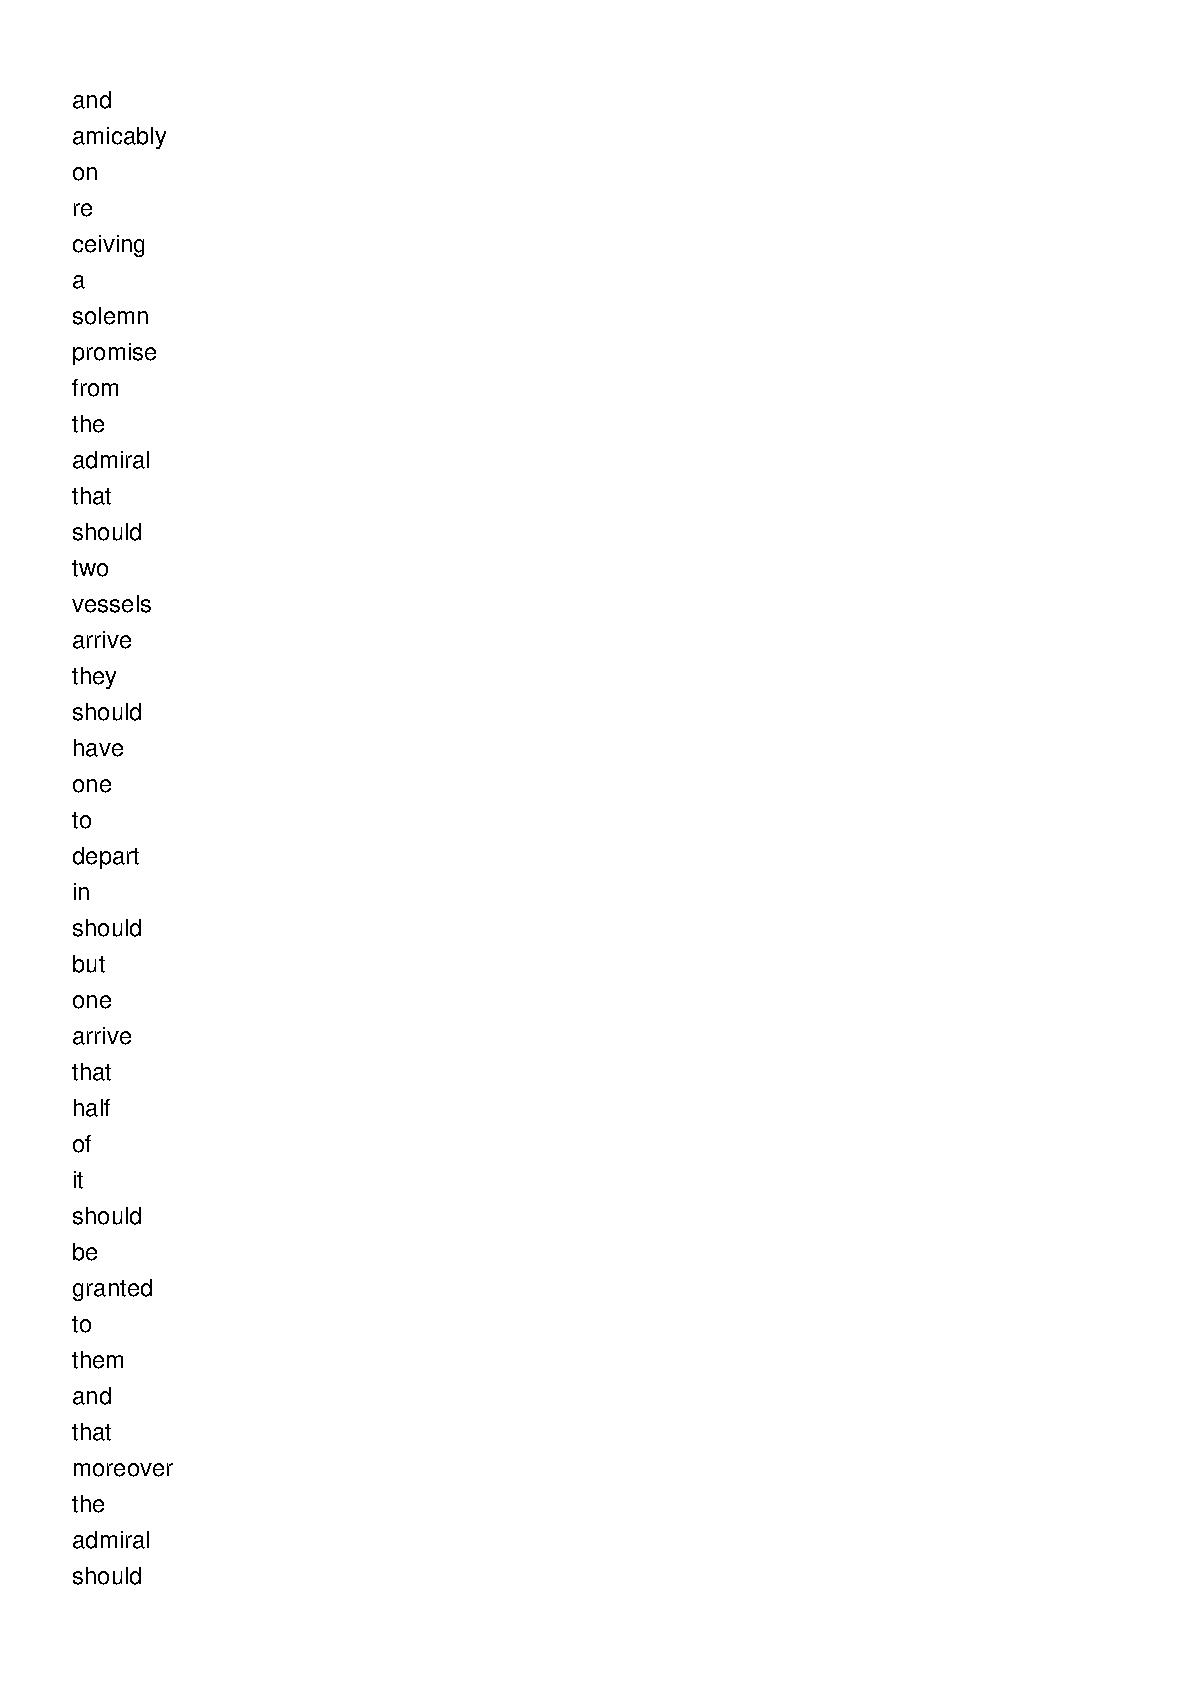 and
amicably
on
re
ceiving
a
solemn
promise
from
the
admiral
that
should
two
vessels
arrive
they
should
have
one
to
depart
in
should
but
one
arrive
that
half
of
it
should
be
granted
to
them
and
that
moreover
the
admiral
should